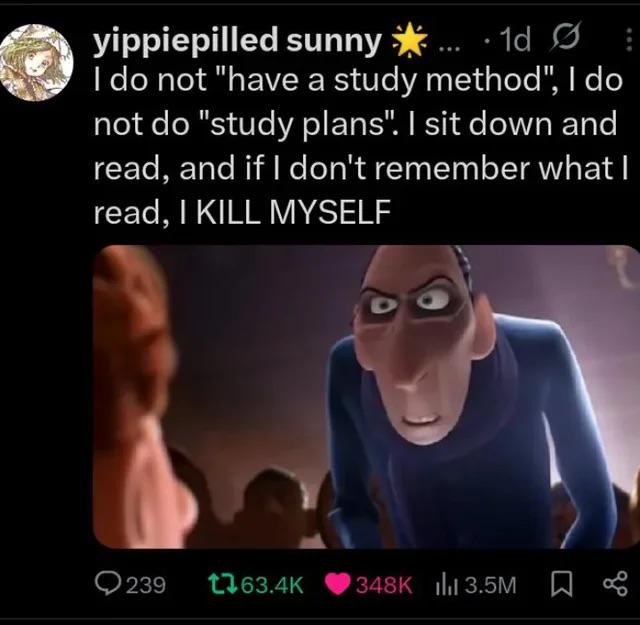 yippiepilled sunny 🌟... · 1d
I do not "have a study method", I do
not do "study plans". I sit down and
read, and if I don't remember what I
read, I KILL MYSELF
239 63.4K 348K 3.5M